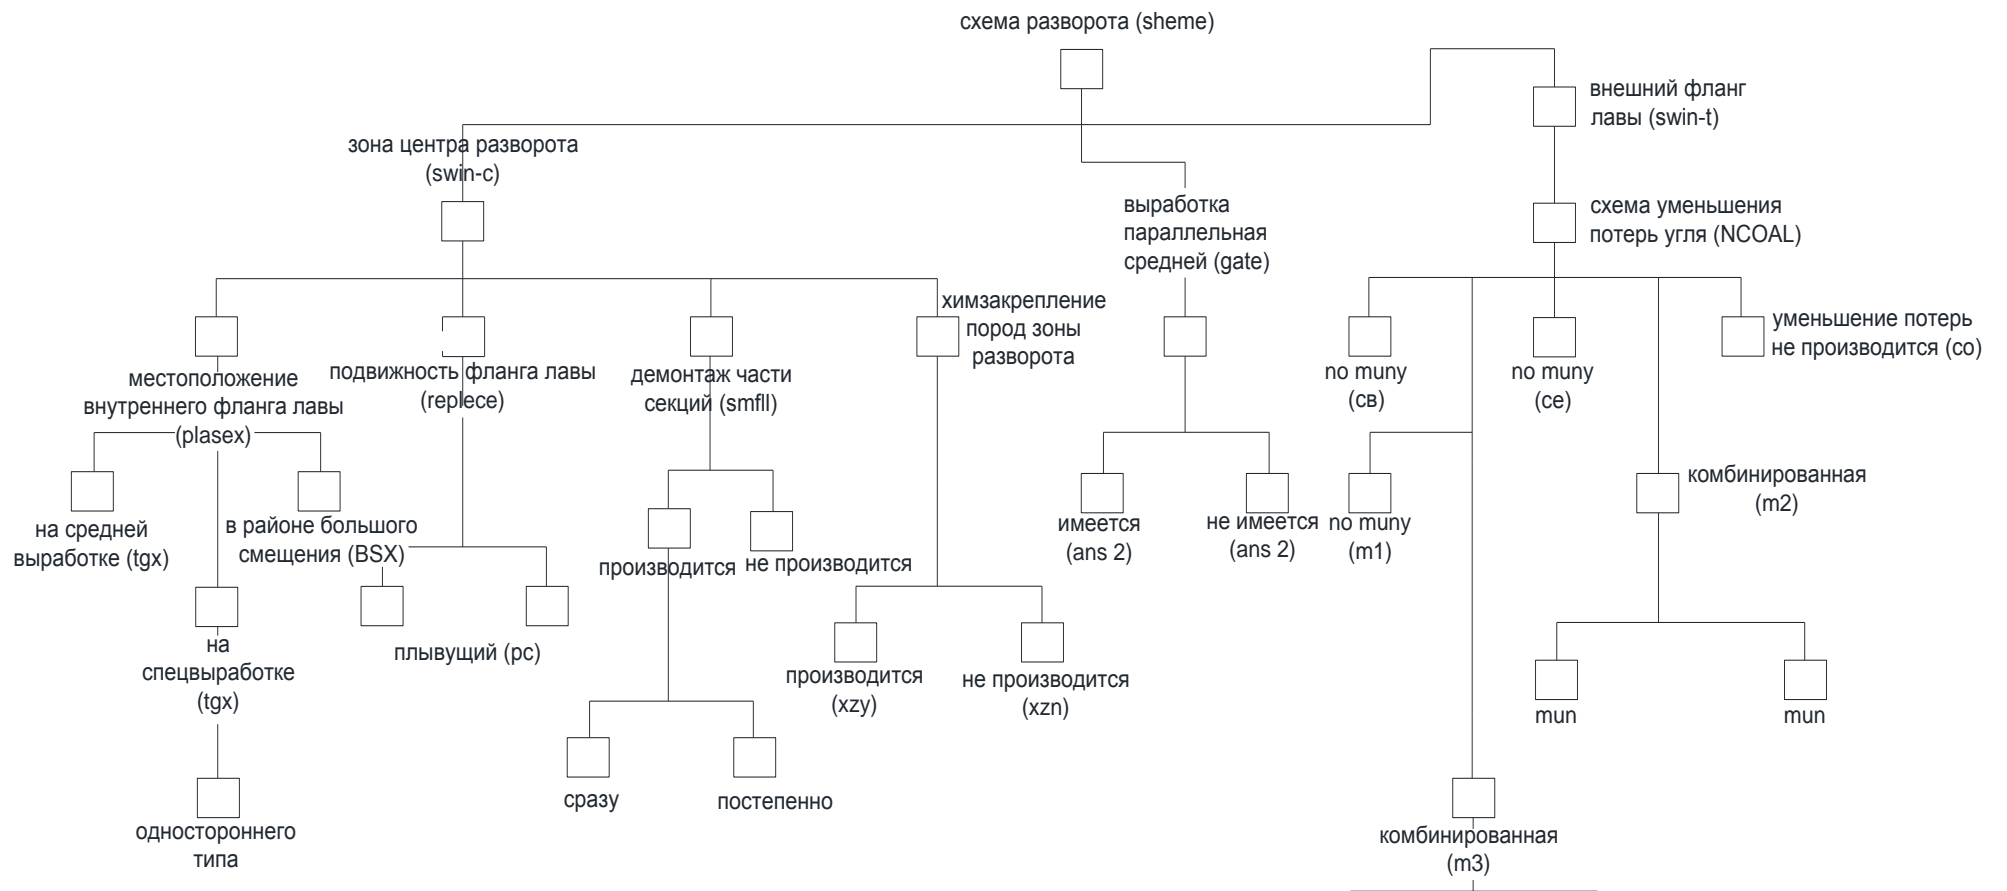 схема разворота (sheme)
внешний фланг
лавы (swin-t)
зона центра разворота
(swin-c)
выработка
параллельная
средней (gate)
схема уменьшения
потерь угля (NCOAL)
местоположение
внутреннего фланга лавы
(plasex)
подвижность фланга лавы
(replece)
демонтаж части
секций (smfll)
химзакрепление
пород зоны
разворота
no muny
(св)
no muny
(се)
уменьшение потерь
не производится (со)
на средней
выработке (tgx)
в районе большого
смещения (BSX)
производится
не производится
имеется
(ans 2)
не имеется
(ans 2)
no muny
(m1)
комбинированная
(m2)
на
спецвыработке
(tgx)
плывущий (рс)
производится
(xzy)
не производится
(xzn)
mun
mun
одностороннего
типа
сразу
постепенно
комбинированная
(m3)